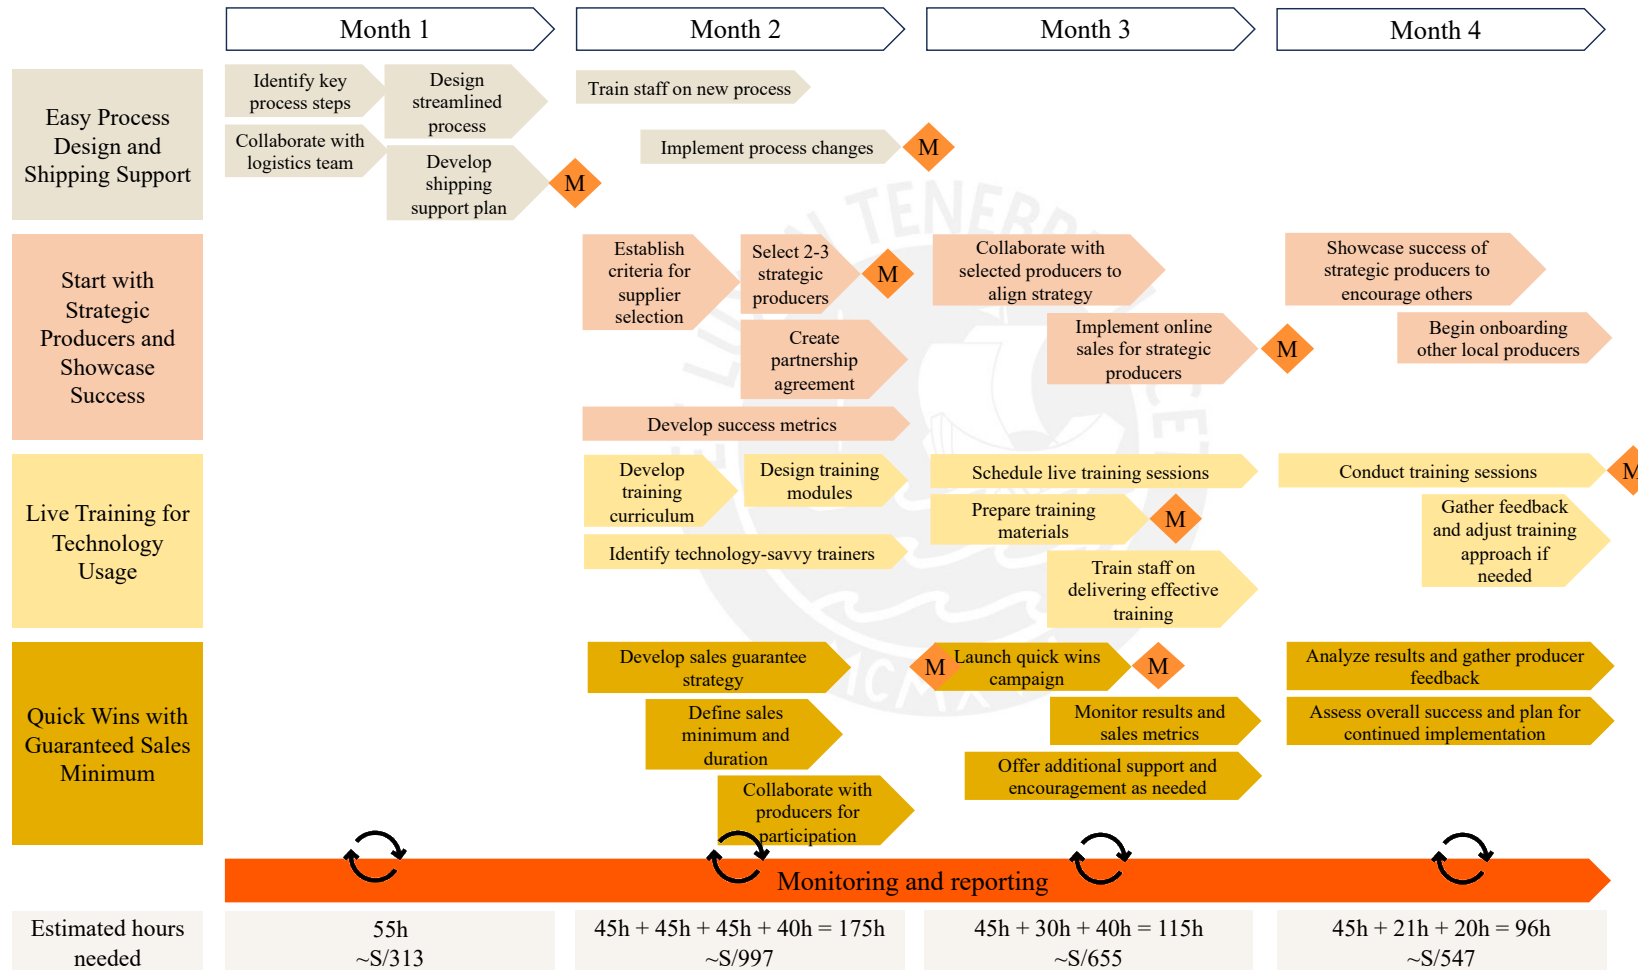 Month 1
Month 2
Month 3
Month 4
Easy Process
Design and
Shipping Support
Identify key
process steps
Design
streamlined
process
Collaborate with
logistics team
Develop
shipping
support plan
M
Train staff on new process
Implement process changes
M
Start with
Strategic
Producers and
Showcase
Success
Establish
criteria for
supplier
selection
Select 2-3
strategic
producers
M
Create
partnership
agreement
Develop success metrics
Collaborate with
selected producers to
align strategy
Implement online
sales for strategic
producers
M
Showcase success of
strategic producers to
encourage others
Begin onboarding
other local producers
Live Training for
Technology
Usage
Develop
training
curriculum
Design training
modules
Identify technology-savvy trainers
Schedule live training sessions
Prepare training
materials
M
Train staff on
delivering effective
training
Conduct training sessions
M
Gather feedback
and adjust training
approach if
needed
Quick Wins with
Guaranteed Sales
Minimum
Develop sales guarantee
strategy
Define sales
minimum and
duration
Collaborate with
producers for
participation
M
Launch quick wins
campaign
M
Monitor results and
sales metrics
Offer additional support and
encouragement as needed
Analyze results and gather producer
feedback
Assess overall success and plan for
continued implementation
Monitoring and reporting
Estimated hours
needed
55h
~S/313
45h + 45h + 45h + 40h = 175h
~S/997
45h + 30h + 40h = 115h
~S/655
45h + 21h + 20h = 96h
~S/547